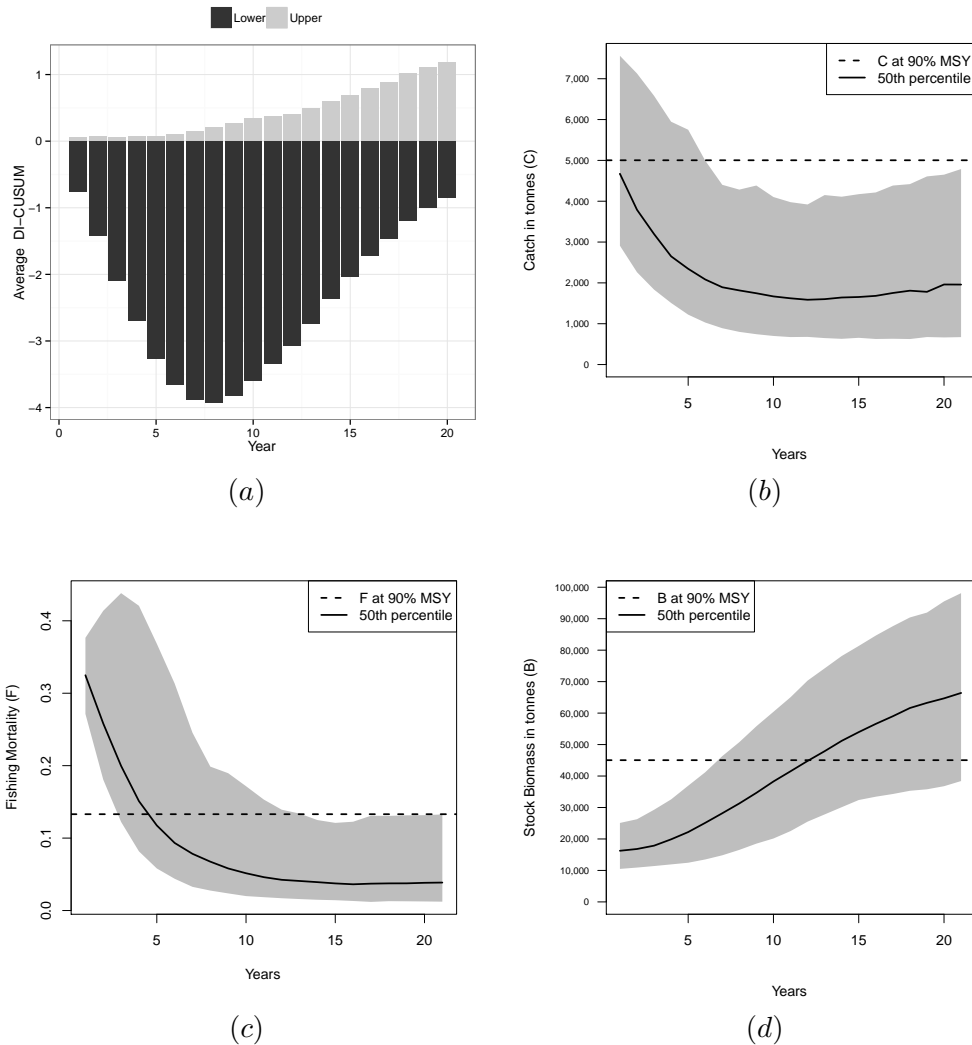 Lower Upper
1
0
−1
−2
−3
−4
Average DI−CUSUM
0 5 10 15 20
Year
(a)
C at 90% MSY
50th percentile
7,000
6,000
5,000
4,000
3,000
2,000
1,000
0
Catch in tonnes (C)
5 10 15 20
Years
(b)
F at 90% MSY
50th percentile
0.4
0.3
0.2
0.1
0.0
Fishing Mortality (F)
5 10 15 20
Years
(c)
B at 90% MSY
50th percentile
100,000
90,000
80,000
70,000
60,000
50,000
40,000
30,000
20,000
10,000
0
Stock Biomass in tonnes (B)
5 10 15 20
Years
(d)